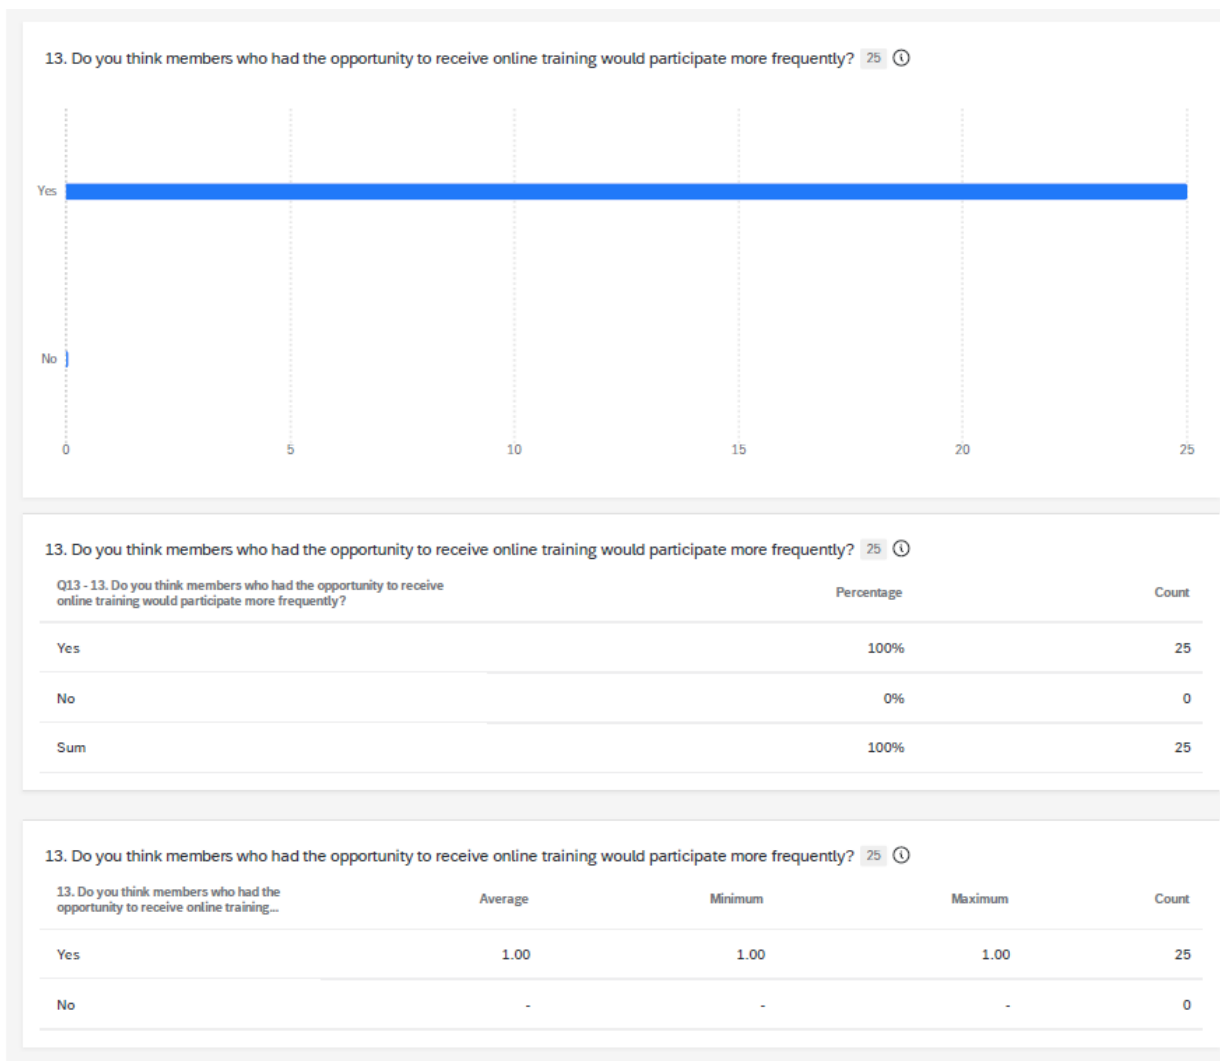 13. Do you think members who had the opportunity to receive online training would participate more frequently? 25
Yes
No
0 5 10 15 20 25
13. Do you think members who had the opportunity to receive online training would participate more frequently? 25
Q13 - 13. Do you think members who had the opportunity to receive
online training would participate more frequently?
Percentage Count
Yes 100% 25
No 0% 0
Sum 100% 25
13. Do you think members who had the opportunity to receive online training would participate more frequently? 25
13. Do you think members who had the
opportunity to receive online training...
Average Minimum Maximum Count
Yes 1.00 1.00 1.00 25
No - - - 0